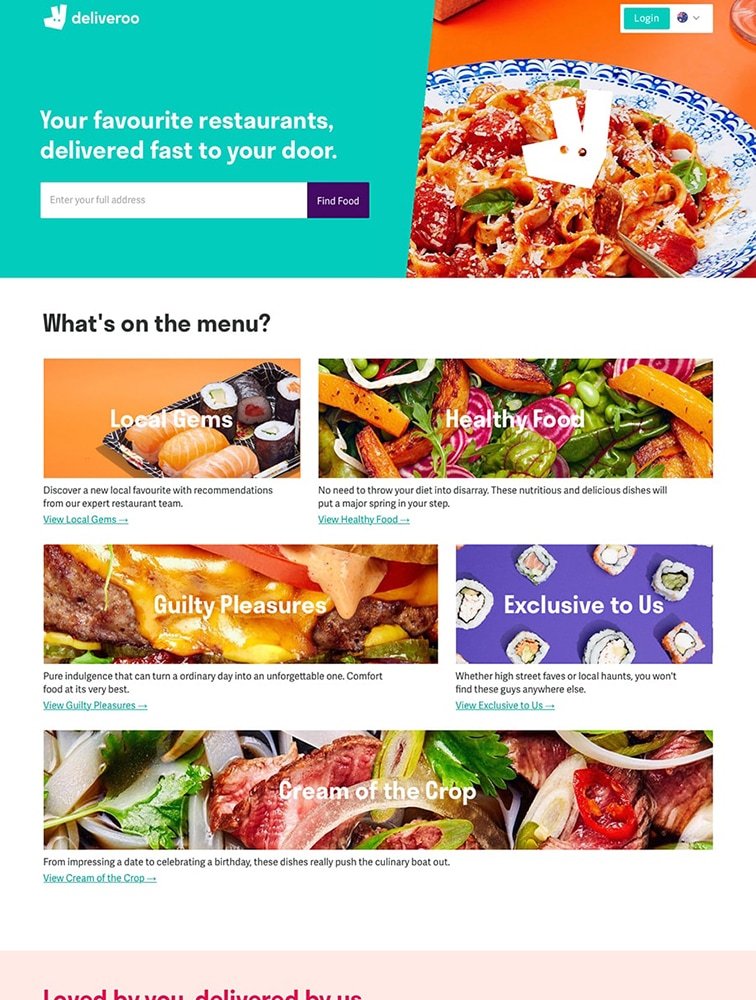 deliveroo
Login
Your favourite restaurants,
delivered fast to your door.
Enter your full address
Find Food
What's on the menu?
Local Gems
Healthy Food
Discover a new local favourite with recommendations
from our expert restaurant team.
View Local Gems →
No need to throw your diet into disarray. These nutritious and delicious dishes will
put a major spring in your step.
View Healthy Food →
Guilty Pleasures
Exclusive to Us
Pure indulgence that can turn a ordinary day into an unforgettable one. Comfort
food at its very best.
View Guilty Pleasures →
Whether high street faves or local haunts, you won't
find these guys anywhere else.
View Exclusive to Us →
Cream of the Crop
From impressing a date to celebrating a birthday, these dishes really push the culinary boat out.
View Cream of the Crop →
Loved by you, delivered by us